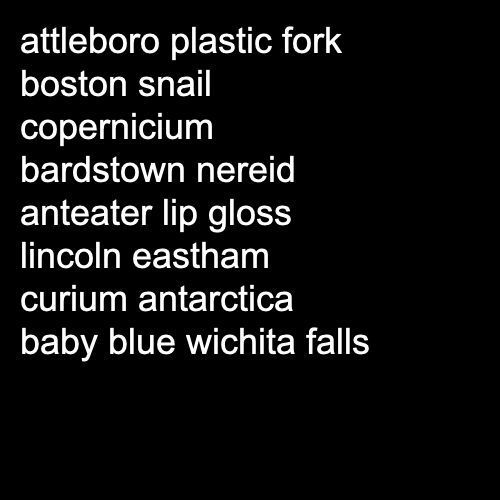 attleboro plastic fork
boston snail
copernicium
bardstown nereid
anteater lip gloss
lincoln eastham
curium antarctica
baby blue wichita falls